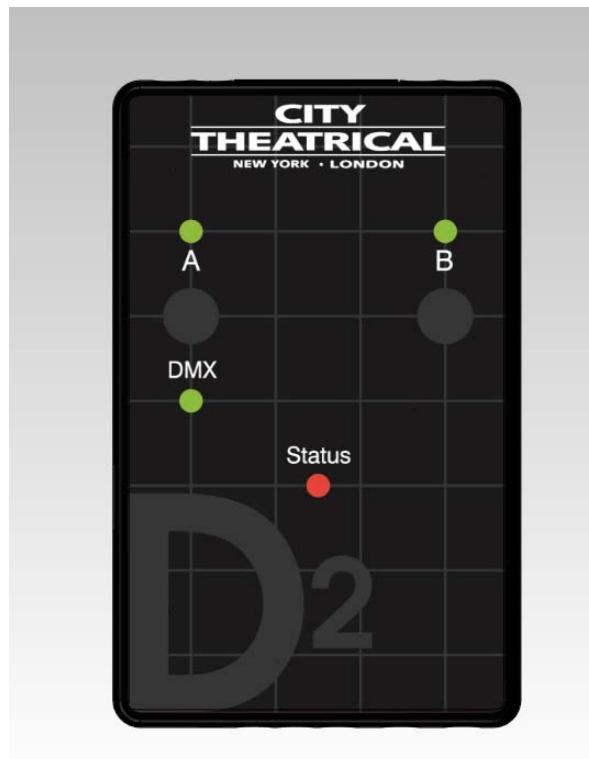 CITY
THEATRICAL
NEW YORK • LONDON
A B
DMX
Status
D2